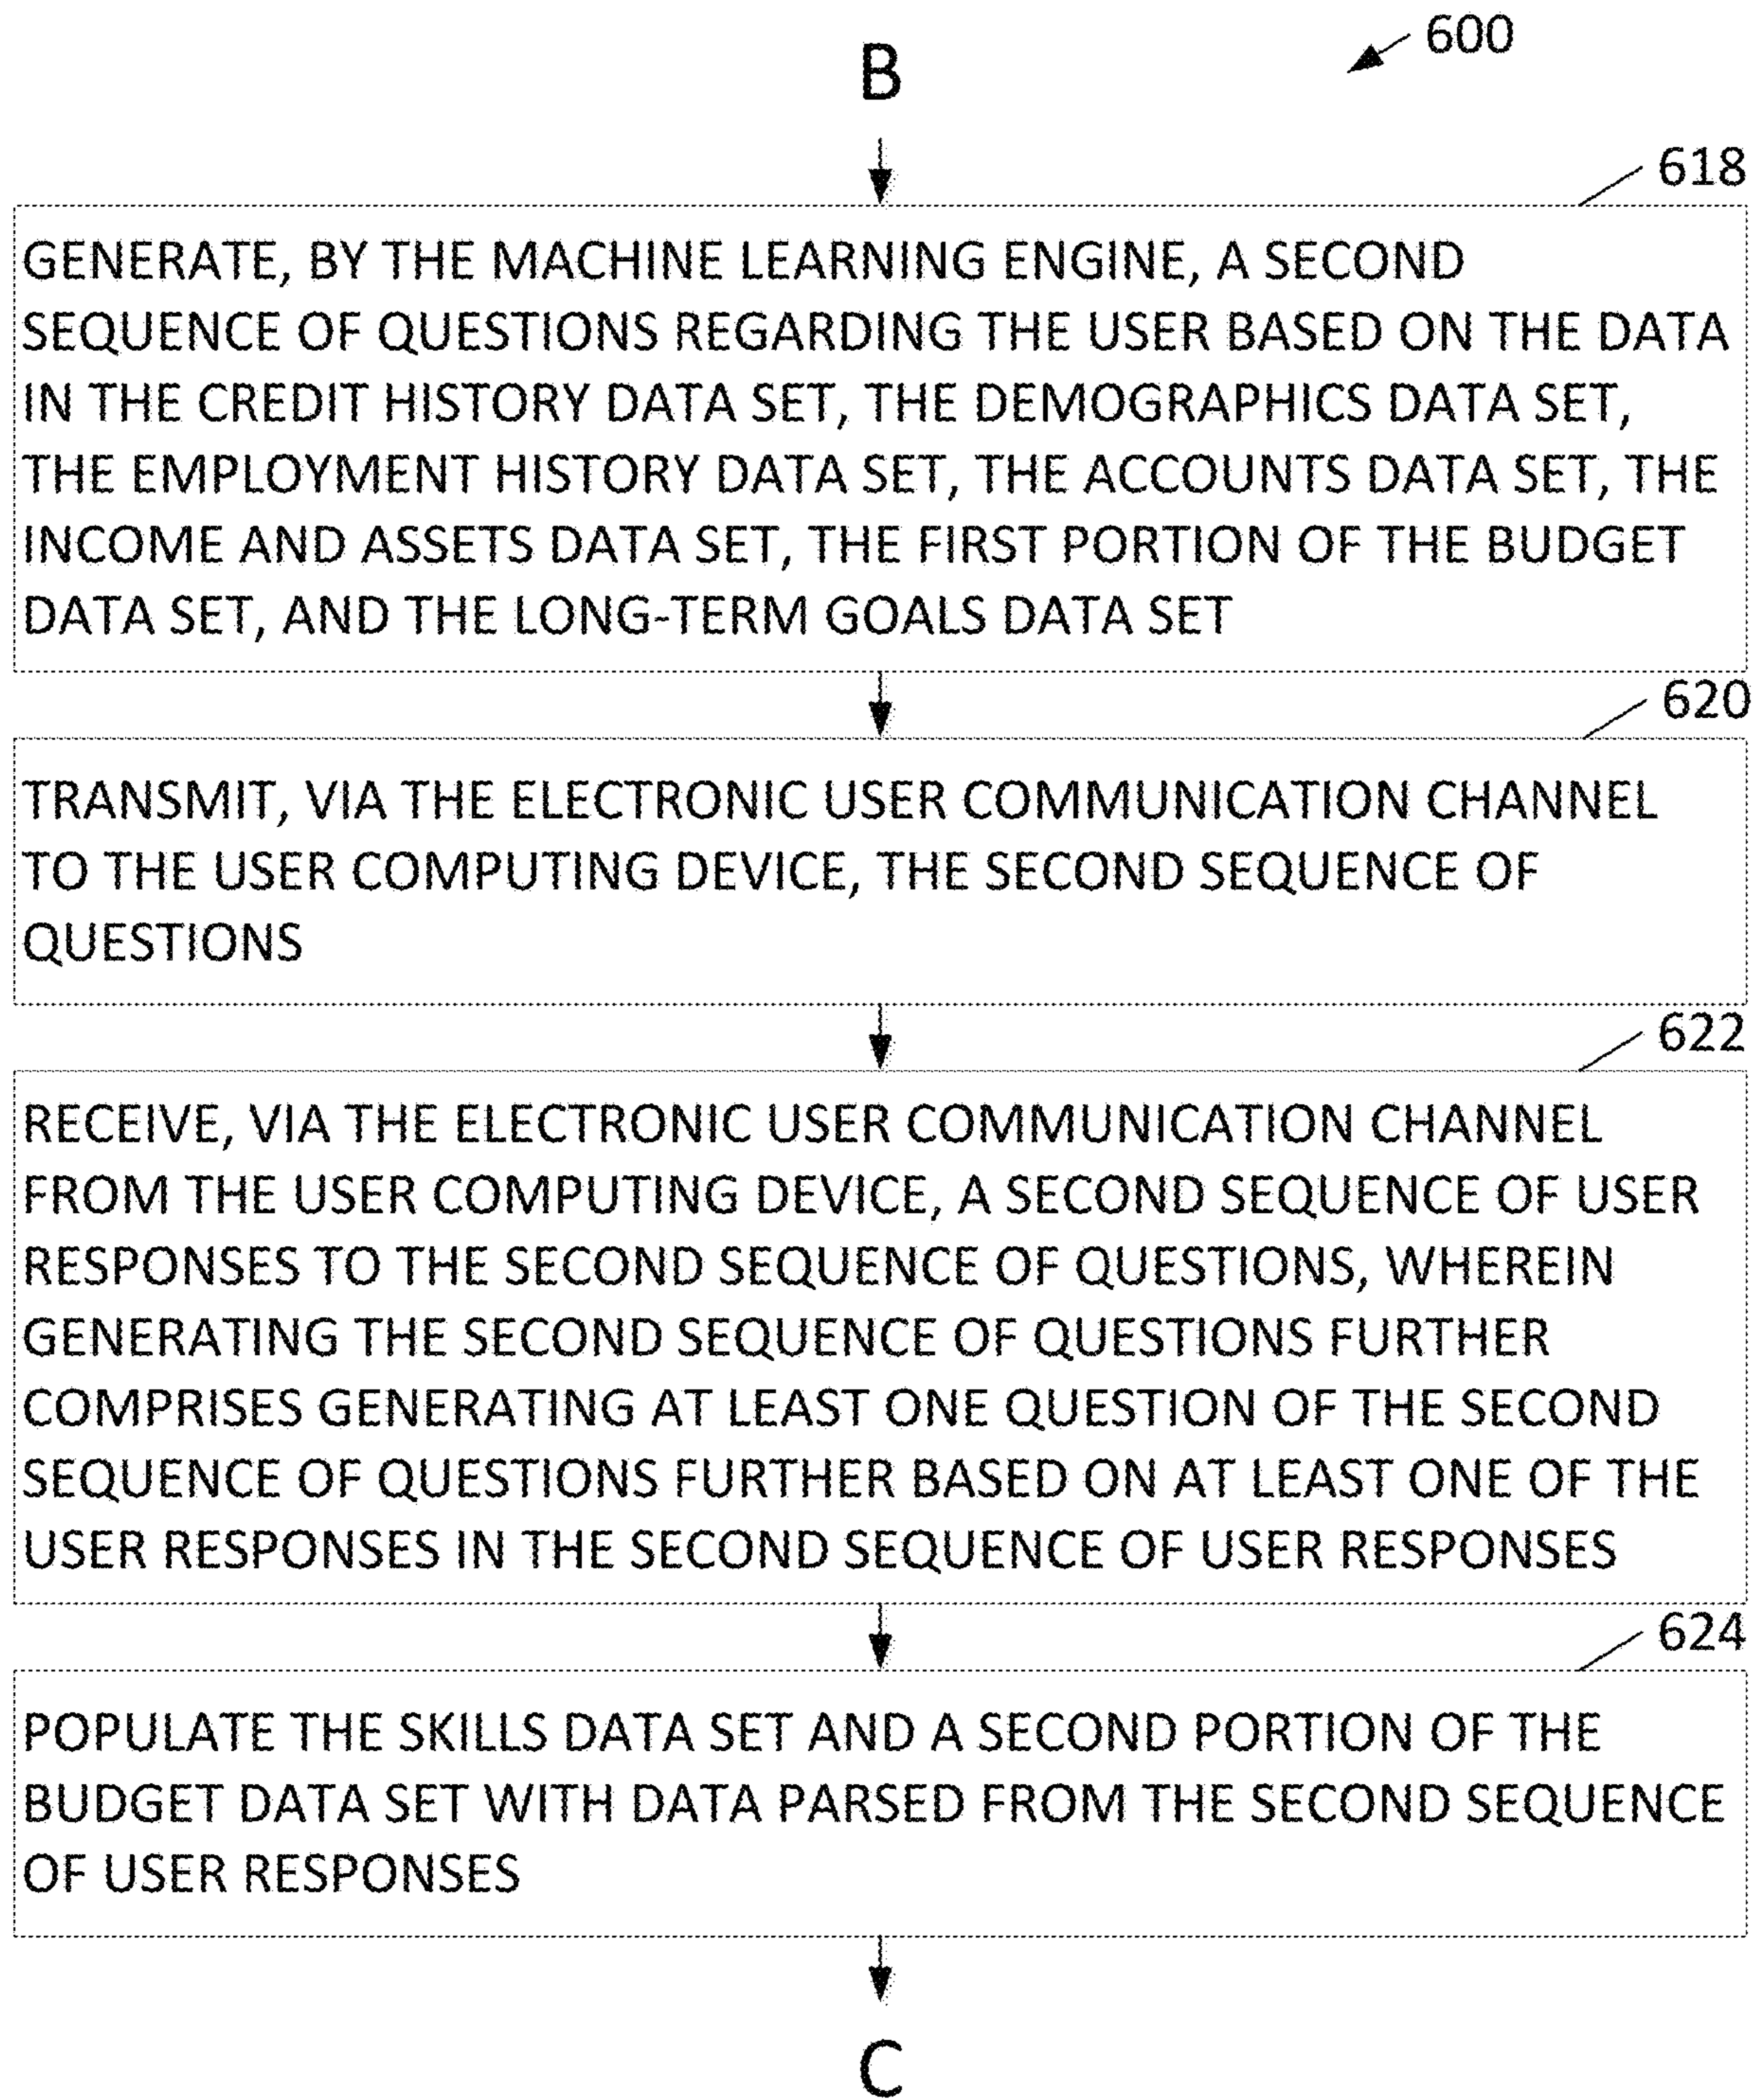 600
B
618
GENERATE, BY THE MACHINE LEARNING ENGINE, A SECOND
SEQUENCE OF QUESTIONS REGARDING THE USER BASED ON THE DATA
IN THE CREDIT HISTORY DATA SET, THE DEMOGRAPHICS DATA SET,
THE EMPLOYMENT HISTORY DATA SET, THE ACCOUNTS DATA SET, THE
INCOME AND ASSETS DATA SET, THE FIRST PORTION OF THE BUDGET
DATA SET, AND THE LONG-TERM GOALS DATA SET
620
TRANSMIT, VIA THE ELECTRONIC USER COMMUNICATION CHANNEL
TO THE USER COMPUTING DEVICE, THE SECOND SEQUENCE OF
QUESTIONS
622
RECEIVE, VIA THE ELECTRONIC USER COMMUNICATION CHANNEL
FROM THE USER COMPUTING DEVICE, A SECOND SEQUENCE OF USER
RESPONSES TO THE SECOND SEQUENCE OF QUESTIONS, WHEREIN
GENERATING THE SECOND SEQUENCE OF QUESTIONS FURTHER
COMPRISES GENERATING AT LEAST ONE QUESTION OF THE SECOND
SEQUENCE OF QUESTIONS FURTHER BASED ON AT LEAST ONE OF THE
USER RESPONSES IN THE SECOND SEQUENCE OF USER RESPONSES
624
POPULATE THE SKILLS DATA SET AND A SECOND PORTION OF THE
BUDGET DATA SET WITH DATA PARSED FROM THE SECOND SEQUENCE
OF USER RESPONSES
C